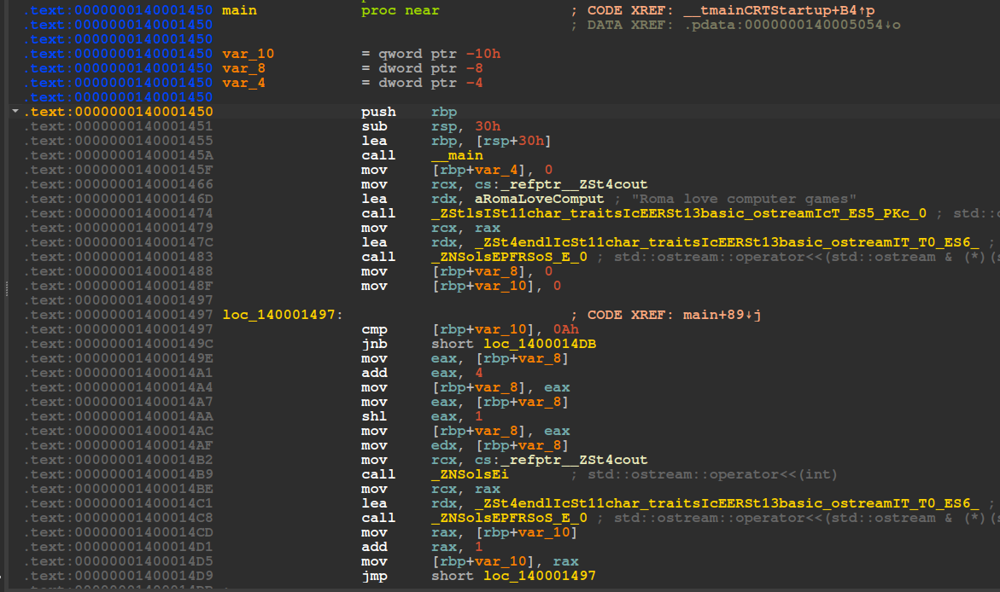 .text:0000000140001450 main proc near ; CODE XREF: __tmainCRTStartup+B4↑p
.text:0000000140001450 ; DATA XREF: .pdata:0000000140005054↓o
.text:0000000140001450
.text:0000000140001450 var_10 = qword ptr -10h
.text:0000000140001450 var_8 = dword ptr -8
.text:0000000140001450 var_4 = dword ptr -4
.text:0000000140001450
.text:0000000140001450 push rbp
.text:0000000140001451 sub rsp, 30h
.text:0000000140001455 lea rbp, [rsp+30h]
.text:000000014000145A call __main
.text:000000014000145F mov [rbp+var_4], 0
.text:0000000140001466 mov rcx, cs:_refptr__ZSt4cout
.text:000000014000146D lea rdx, aRomaLoveComput ; "Roma love computer games"
.text:0000000140001474 call _ZStlsISt11char_traitsIcEERSt13basic_ostreamIcT_ES5_PKc_0 ; std::o
.text:0000000140001479 mov rcx, rax
.text:000000014000147C lea rdx, _ZSt4endlIcSt11char_traitsIcEERSt13basic_ostreamIT_T0_ES6_ ;
.text:0000000140001483 call _ZNSolsEPFRSoS_E_0 ; std::ostream::operator<<(std::ostream & (*)(s
.text:0000000140001488 mov [rbp+var_8], 0
.text:000000014000148F mov [rbp+var_10], 0
.text:0000000140001497
.text:0000000140001497 loc_140001497: ; CODE XREF: main+89↓j
.text:0000000140001497 cmp [rbp+var_10], 0Ah
.text:000000014000149C jnb short loc_1400014DB
.text:000000014000149E mov eax, [rbp+var_8]
.text:00000001400014A1 add eax, 4
.text:00000001400014A4 mov [rbp+var_8], eax
.text:00000001400014A7 mov eax, [rbp+var_8]
.text:00000001400014AA shl eax, 1
.text:00000001400014AC mov [rbp+var_8], eax
.text:00000001400014AF mov edx, [rbp+var_8]
.text:00000001400014B2 mov rcx, cs:_refptr__ZSt4cout
.text:00000001400014B9 call _ZNSolsEi ; std::ostream::operator<<(int)
.text:00000001400014BE mov rcx, rax
.text:00000001400014C1 lea rdx, _ZSt4endlIcSt11char_traitsIcEERSt13basic_ostreamIT_T0_ES6_ ;
.text:00000001400014C8 call _ZNSolsEPFRSoS_E_0 ; std::ostream::operator<<(std::ostream & (*)(s
.text:00000001400014CD mov rax, [rbp+var_10]
.text:00000001400014D1 add rax, 1
.text:00000001400014D5 mov [rbp+var_10], rax
.text:00000001400014D9 jmp short loc_140001497